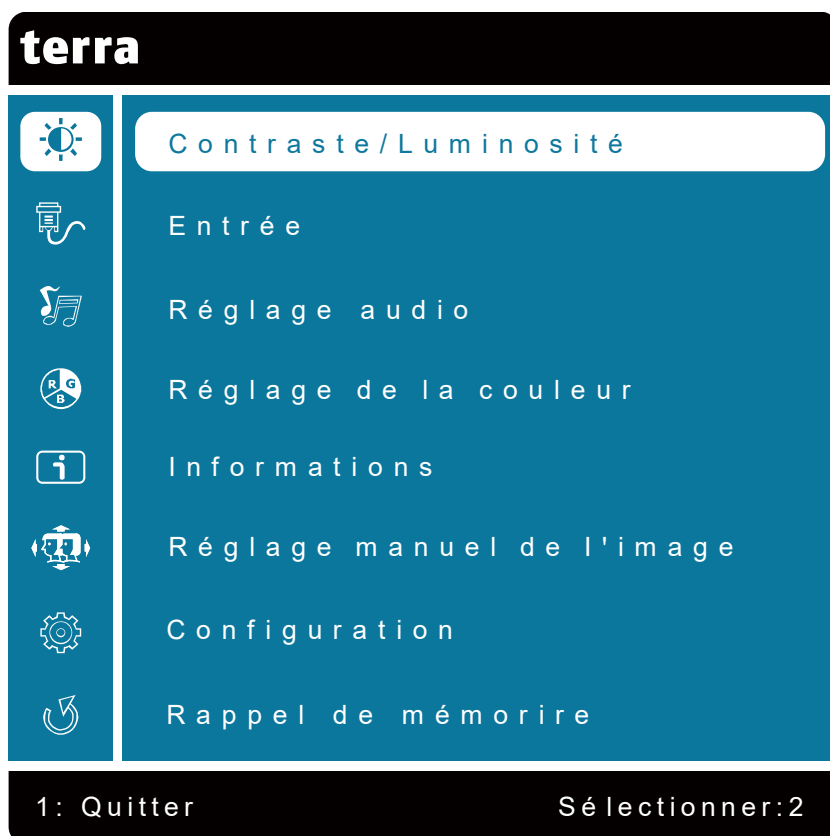 terra
Contraste/Luminosité
Entrée
Réglage audio
R G
B
Réglage de la couleur
i
Informations
Réglage manuel de l'image
Configuration
Rappel de mémorire
1: Quitter Sélectionner:2